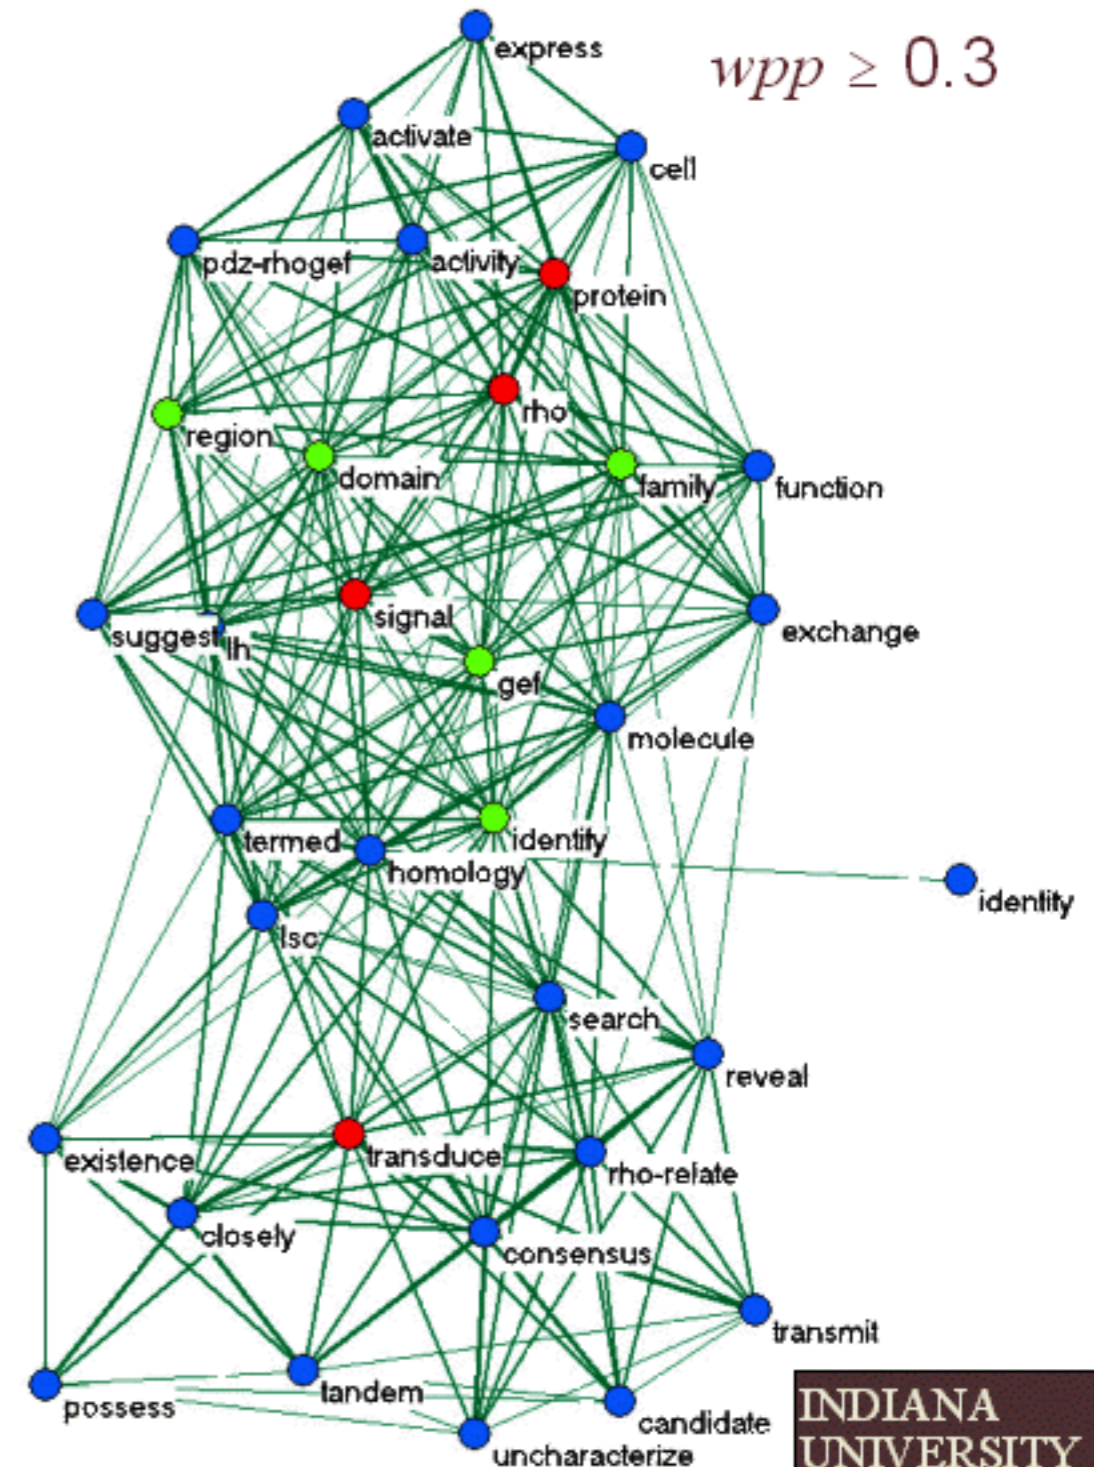 express
wpp ≥ 0.3
activate
cell
pdz-rhogef
activity
protein
rho
region
domain
family
function
signal
suggest
lh
exchange
gef
molecule
termed
identify
homology
identity
lsc
search
reveal
existence
transduce
rho-relate
closely
consensus
transmit
possess
tandem
candidate
uncharacterize
INDIANA
UNIVERSITY